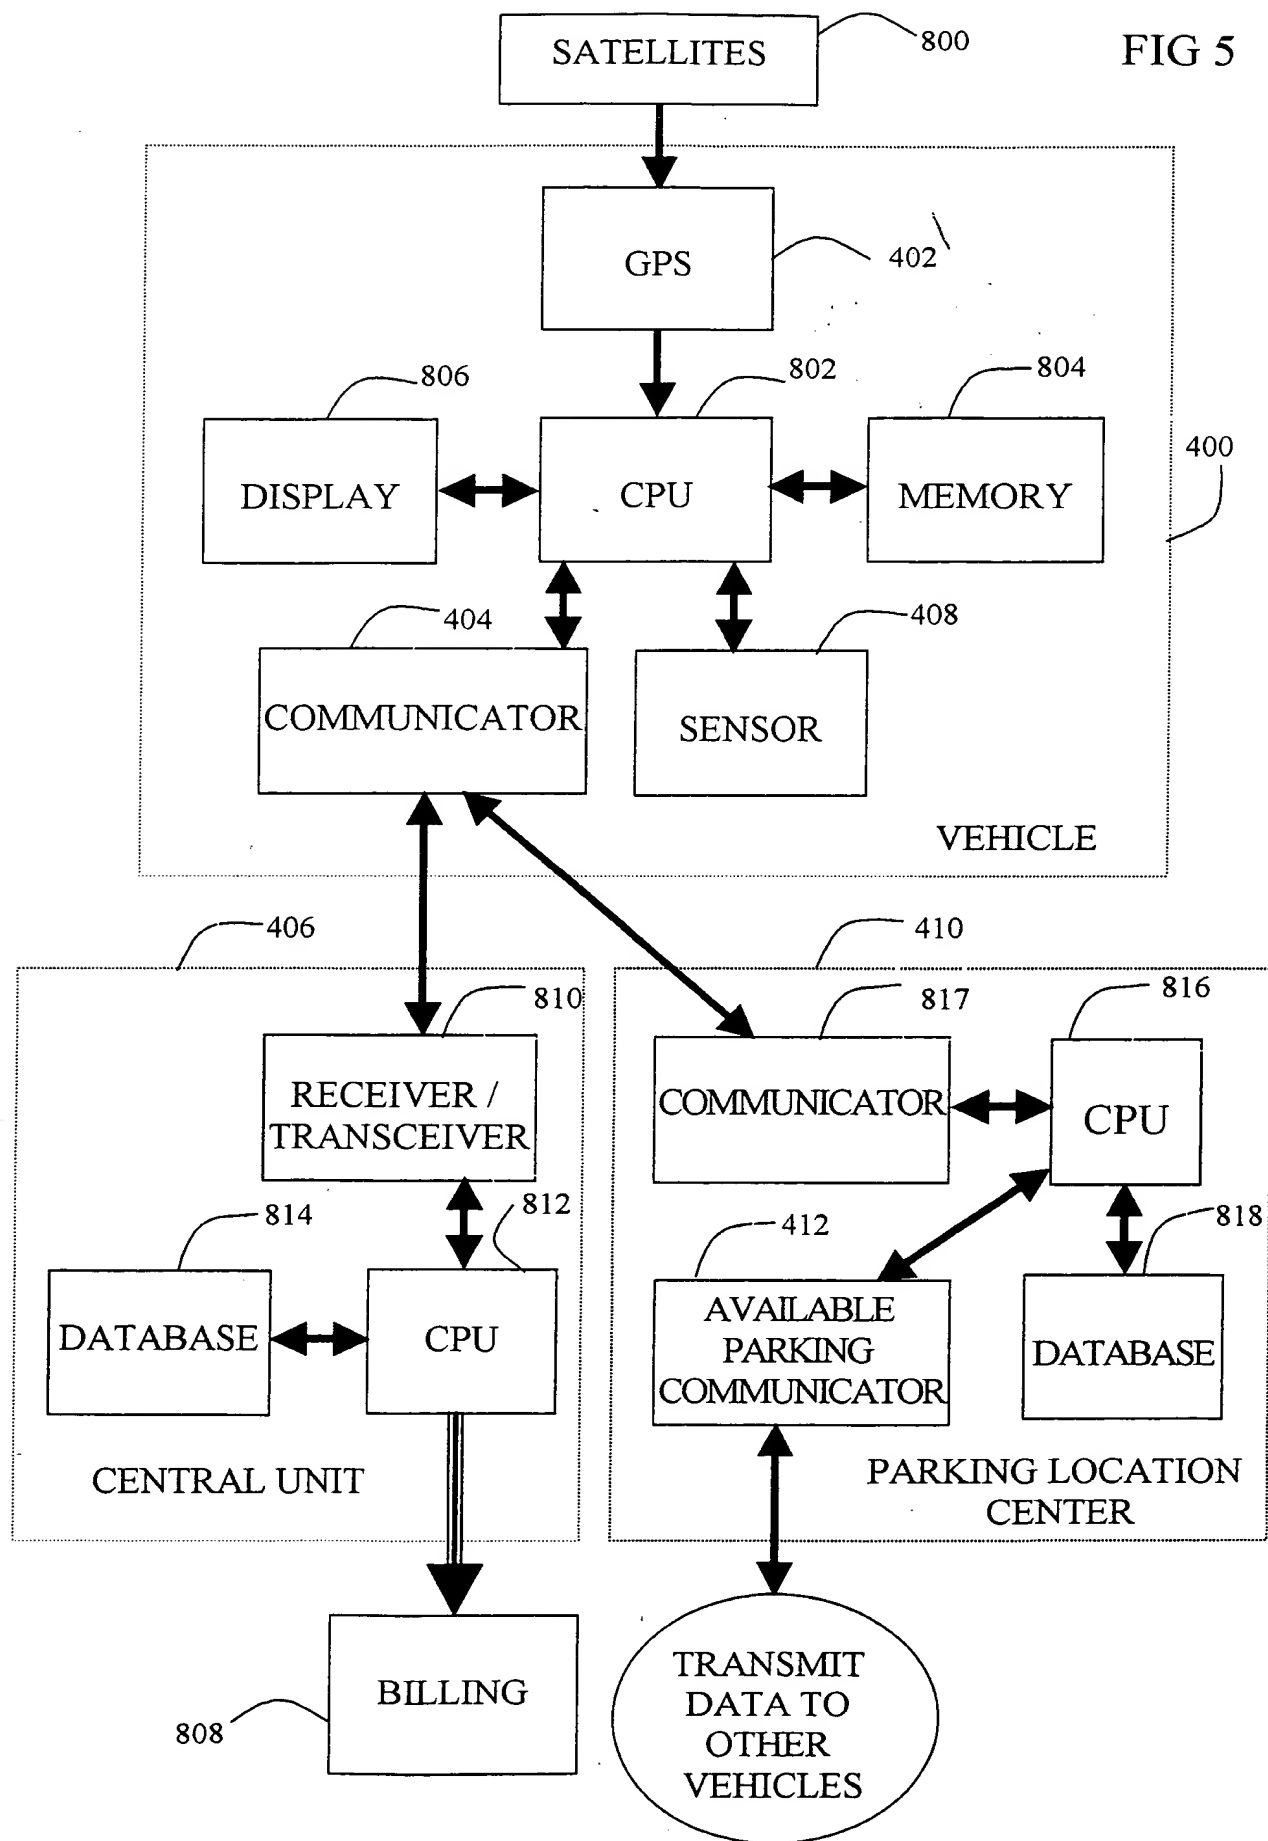 SATELLITES
800
FIG 5
GPS
402
806
802
804
DISPLAY
CPU
MEMORY
400
404
408
COMMUNICATOR
SENSOR
VEHICLE
406
410
810
817
816
RECEIVER /
TRANSCEIVER
COMMUNICATOR
CPU
814
812
412
818
DATABASE
CPU
AVAILABLE
PARKING
COMMUNICATOR
DATABASE
CENTRAL UNIT
PARKING LOCATION
CENTER
BILLING
808
TRANSMIT
DATA TO
OTHER
VEHICLES